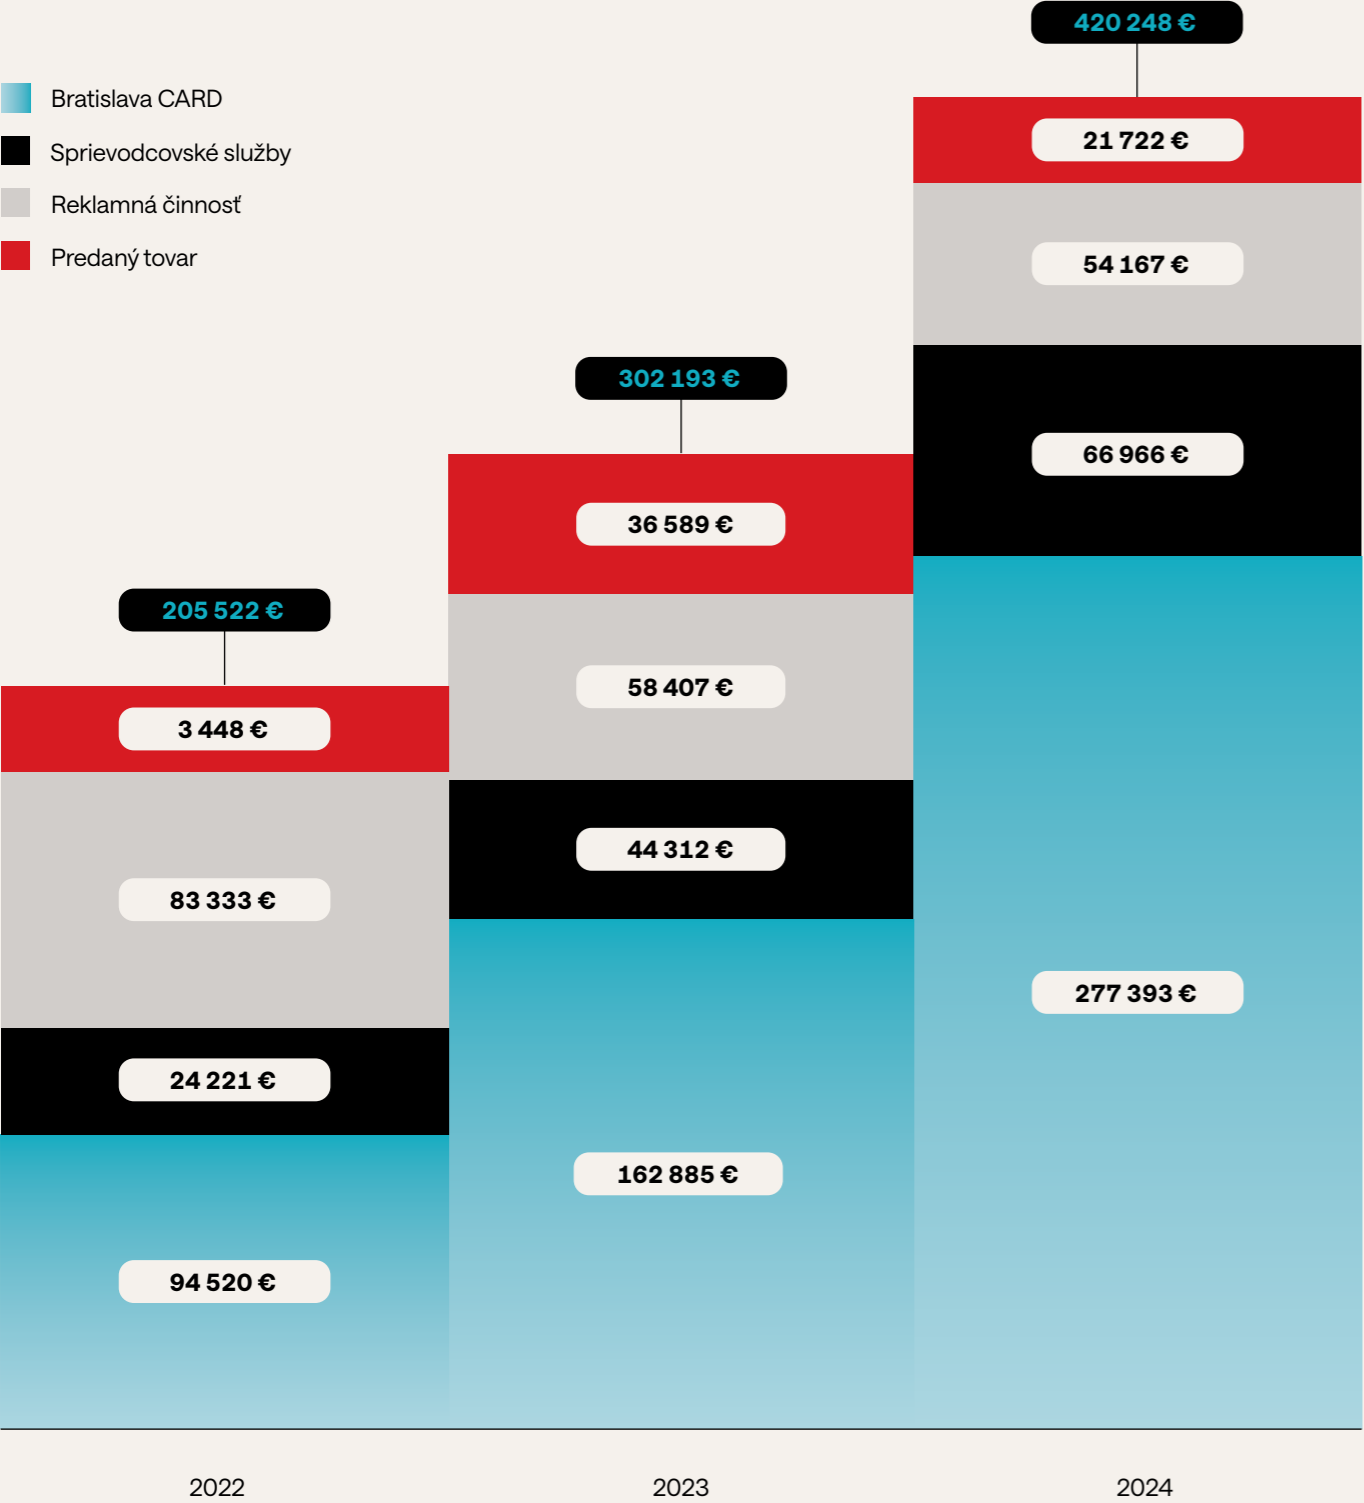 420 248 €
Bratislava CARD
Sprievodcovské služby
Reklamná činnosť
Predaný tovar
21 722 €
54 167 €
302 193 €
66 966 €
36 589 €
205 522 €
58 407 €
3 448 €
44 312 €
83 333 €
277 393 €
24 221 €
162 885 €
94 520 €
2022
2023
2024